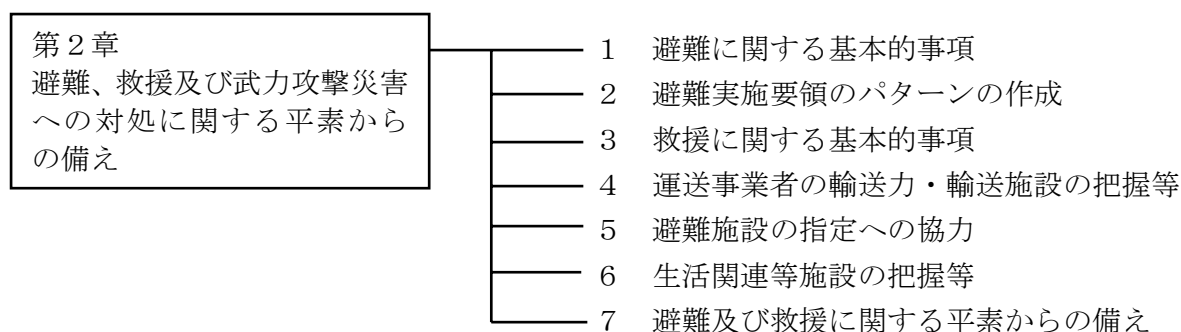 第２章
避難、救援及び武力攻撃災害
への対処に関する平素から
の備え
１　避難に関する基本的事項
２　避難実施要領のパターンの作成
３　救援に関する基本的事項
４　運送事業者の輸送力・輸送施設の把握等
５　避難施設の指定への協力
６　生活関連等施設の把握等
７　避難及び救援に関する平素からの備え